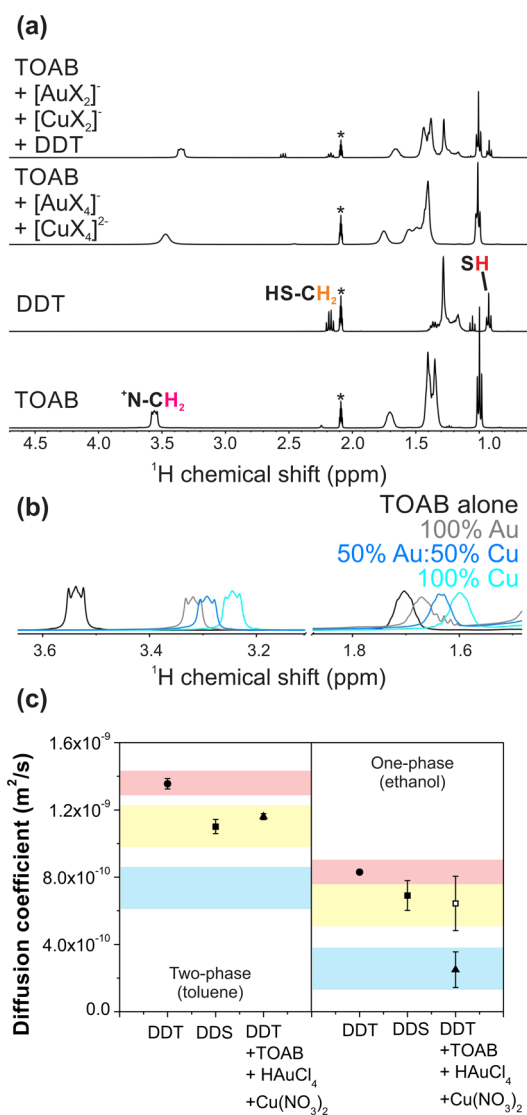 (a)
TOAB
+ [AuX₂]⁻
+ [CuX₂]⁻
+ DDT
*
TOAB
+ [AuX₄]⁻
+ [CuX₄]²⁻
*
SH
HS-CH₂
*
DDT
⁺N-CH₂
*
TOAB
4.5 4.0 3.5 3.0 2.5 2.0 1.5 1.0
¹H chemical shift (ppm)
(b)
TOAB alone
100% Au
50% Au:50% Cu
100% Cu
3.6 3.4 3.2 1.8 1.6
¹H chemical shift (ppm)
(c)
Diffusion coefficient (m²/s)
1.6x10⁻⁹
1.2x10⁻⁹
8.0x10⁻¹⁰
4.0x10⁻¹⁰
0.0
One-phase
(ethanol)
Two-phase
(toluene)
DDT DDS DDT DDT DDS DDT
+TOAB +TOAB
+ HAuCl₄ + HAuCl₄
+Cu(NO₃)₂ +Cu(NO₃)₂